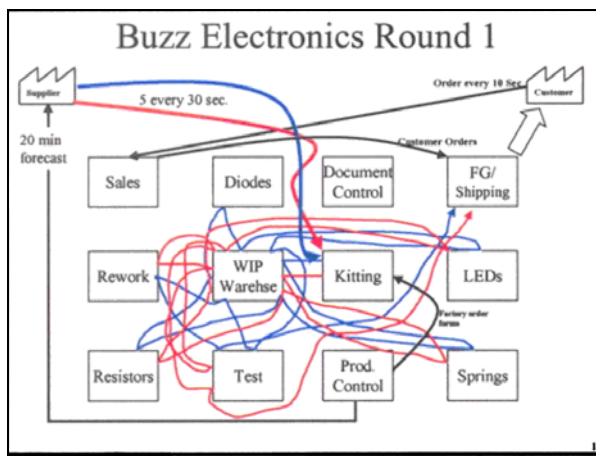 Buzz Electronics Round 1
Supplier
Order every 10 Sec.
Customer
5 every 30 sec.
20 min
forecast
Customer Orders
Sales
Diodes
Document
Control
FG/
Shipping
Rework
WIP
Warehse
Kitting
LEDs
Factory order
forms
Resistors
Test
Prod.
Control
Springs